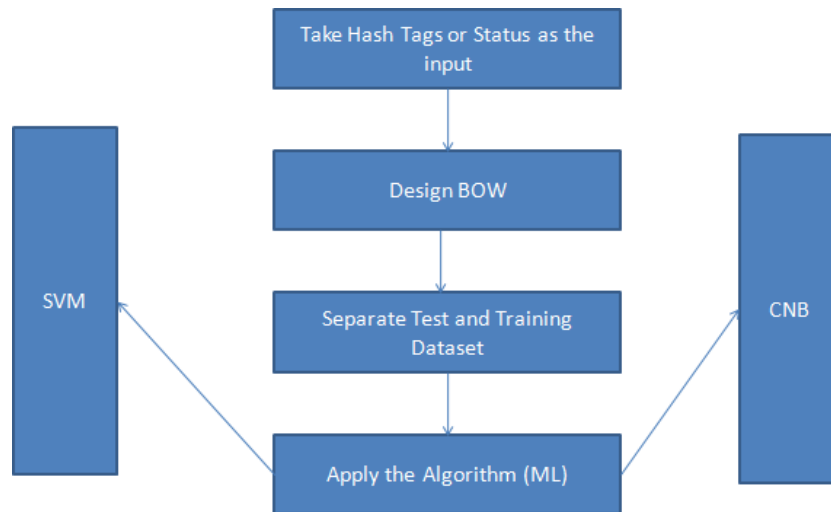 Take Hash Tags or Status as the
input
Design BOW
SVM
Separate Test and Training
Dataset
CNB
Apply the Algorithm (ML)